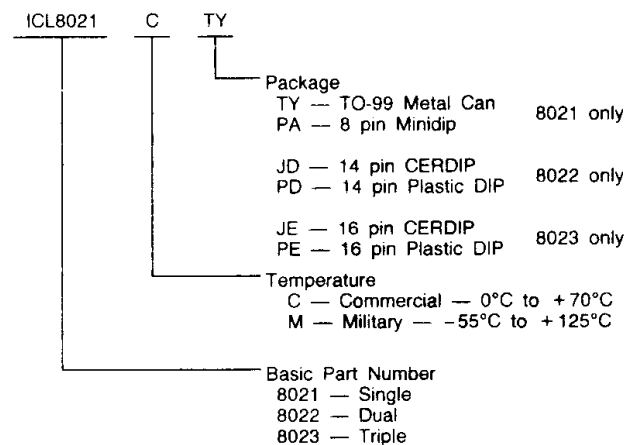 ICL8021 C TY
Package
TY — TO-99 Metal Can
PA — 8 pin Minidip
8021 only
JD — 14 pin CERDIP
PD — 14 pin Plastic DIP
8022 only
JE — 16 pin CERDIP
PE — 16 pin Plastic DIP
8023 only
Temperature
C — Commercial — 0°C to +70°C
M — Military — -55°C to +125°C
Basic Part Number
8021 — Single
8022 — Dual
8023 — Triple